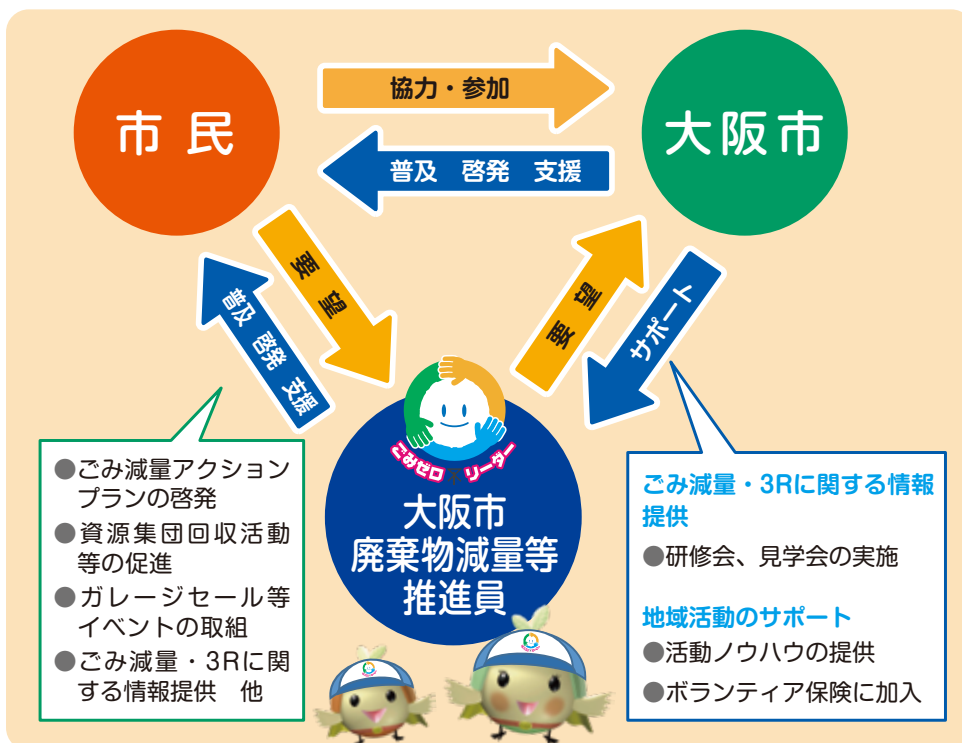 市民
協力・参加
大阪市
普及　啓発　支援
要　望
普及　啓発　支援
要　望
サポート
ごみゼロ
リーダー
大阪市
廃棄物減量等
推進員
●ごみ減量アクション
プランの啓発
●資源集団回収活動
等の促進
●ガレージセール等
イベントの取組
●ごみ減量・3Rに関
する情報提供　他
ごみ減量・3Rに関する情報
提供
●研修会、見学会の実施
地域活動のサポート
●活動ノウハウの提供
●ボランティア保険に加入